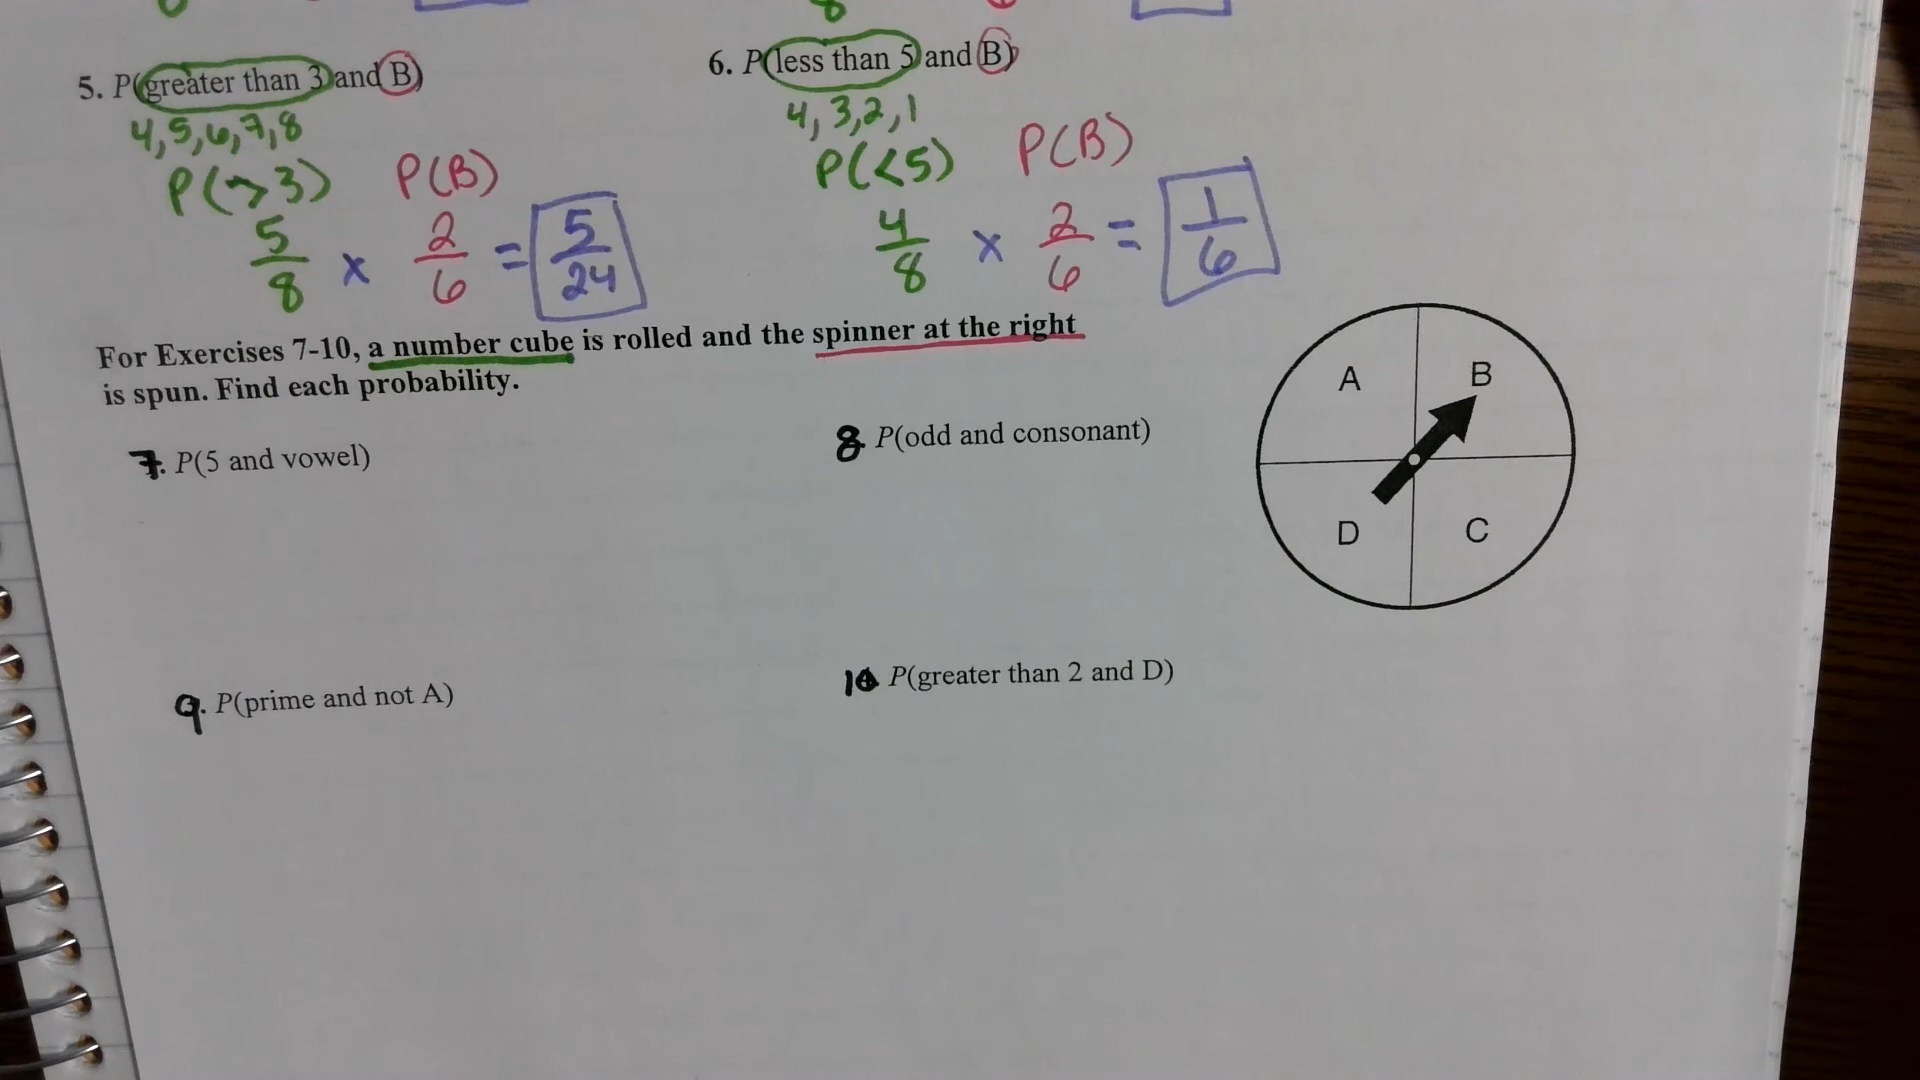 5. P(greater than 3 and B)
4,5,6,7,8
P(>3) P(B)
5/8 x 2/6 = 5/24
6. P(less than 5 and B)
4,3,2,1
P(<5) P(B)
4/8 x 2/6 = 1/6
For Exercises 7-10, a number cube is rolled and the spinner at the right
is spun. Find each probability.
7. P(5 and vowel)
8. P(odd and consonant)
A B
D C
9. P(prime and not A)
10 P(greater than 2 and D)